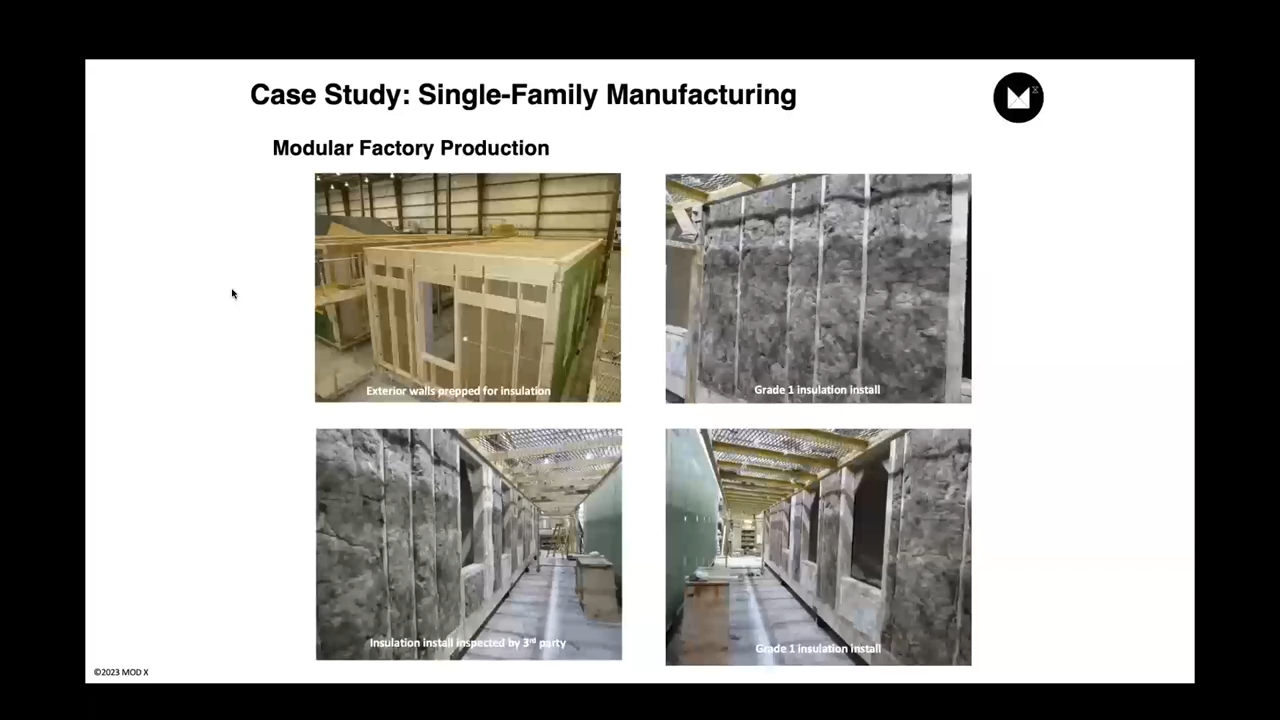 Case Study: Single-Family Manufacturing
Modular Factory Production
Exterior walls prepped for insulation
Grade 1 insulation install
Insulation install inspected by 3rd party
Grade 1 insulation install
©2023 MOD X